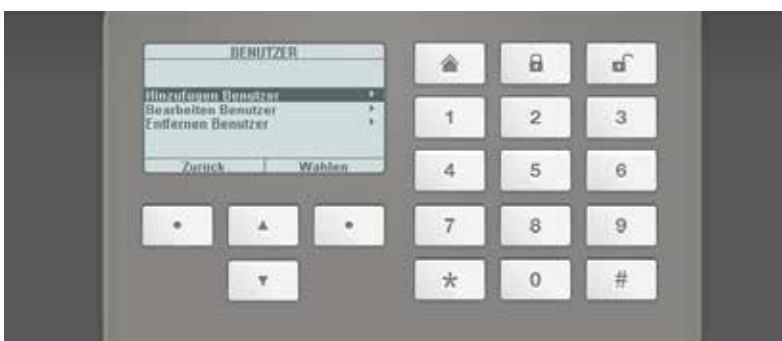 BENUTZER
Hinzufugen Benutzer
Bearbeiten Benutzer
Entfernen Benutzer
Zuruck Wahlen
1 2 3
4 5 6
7 8 9
* 0 #